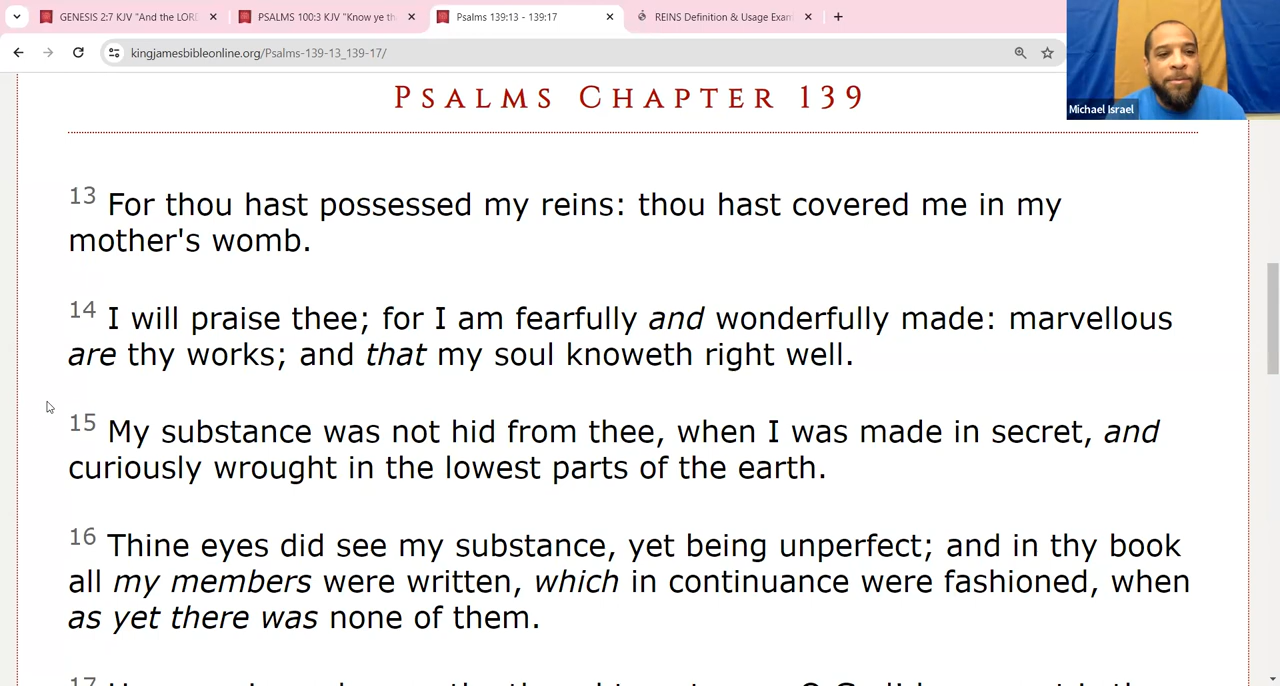 GENESIS 2:7 KJV "And the LORD
PSALMS 100:3 KJV "Know ye th
Psalms 139:13 - 139:17
REINS Definition & Usage Exam
kingjamesbibleonline.org/Psalms-139-13_139-17/
Michael Israel
PSALMS CHAPTER 139
13 For thou hast possessed my reins: thou hast covered me in my
mother's womb.
14 I will praise thee; for I am fearfully and wonderfully made: marvellous
are thy works; and that my soul knoweth right well.
15 My substance was not hid from thee, when I was made in secret, and
curiously wrought in the lowest parts of the earth.
16 Thine eyes did see my substance, yet being unperfect; and in thy book
all my members were written, which in continuance were fashioned, when
as yet there was none of them.
17